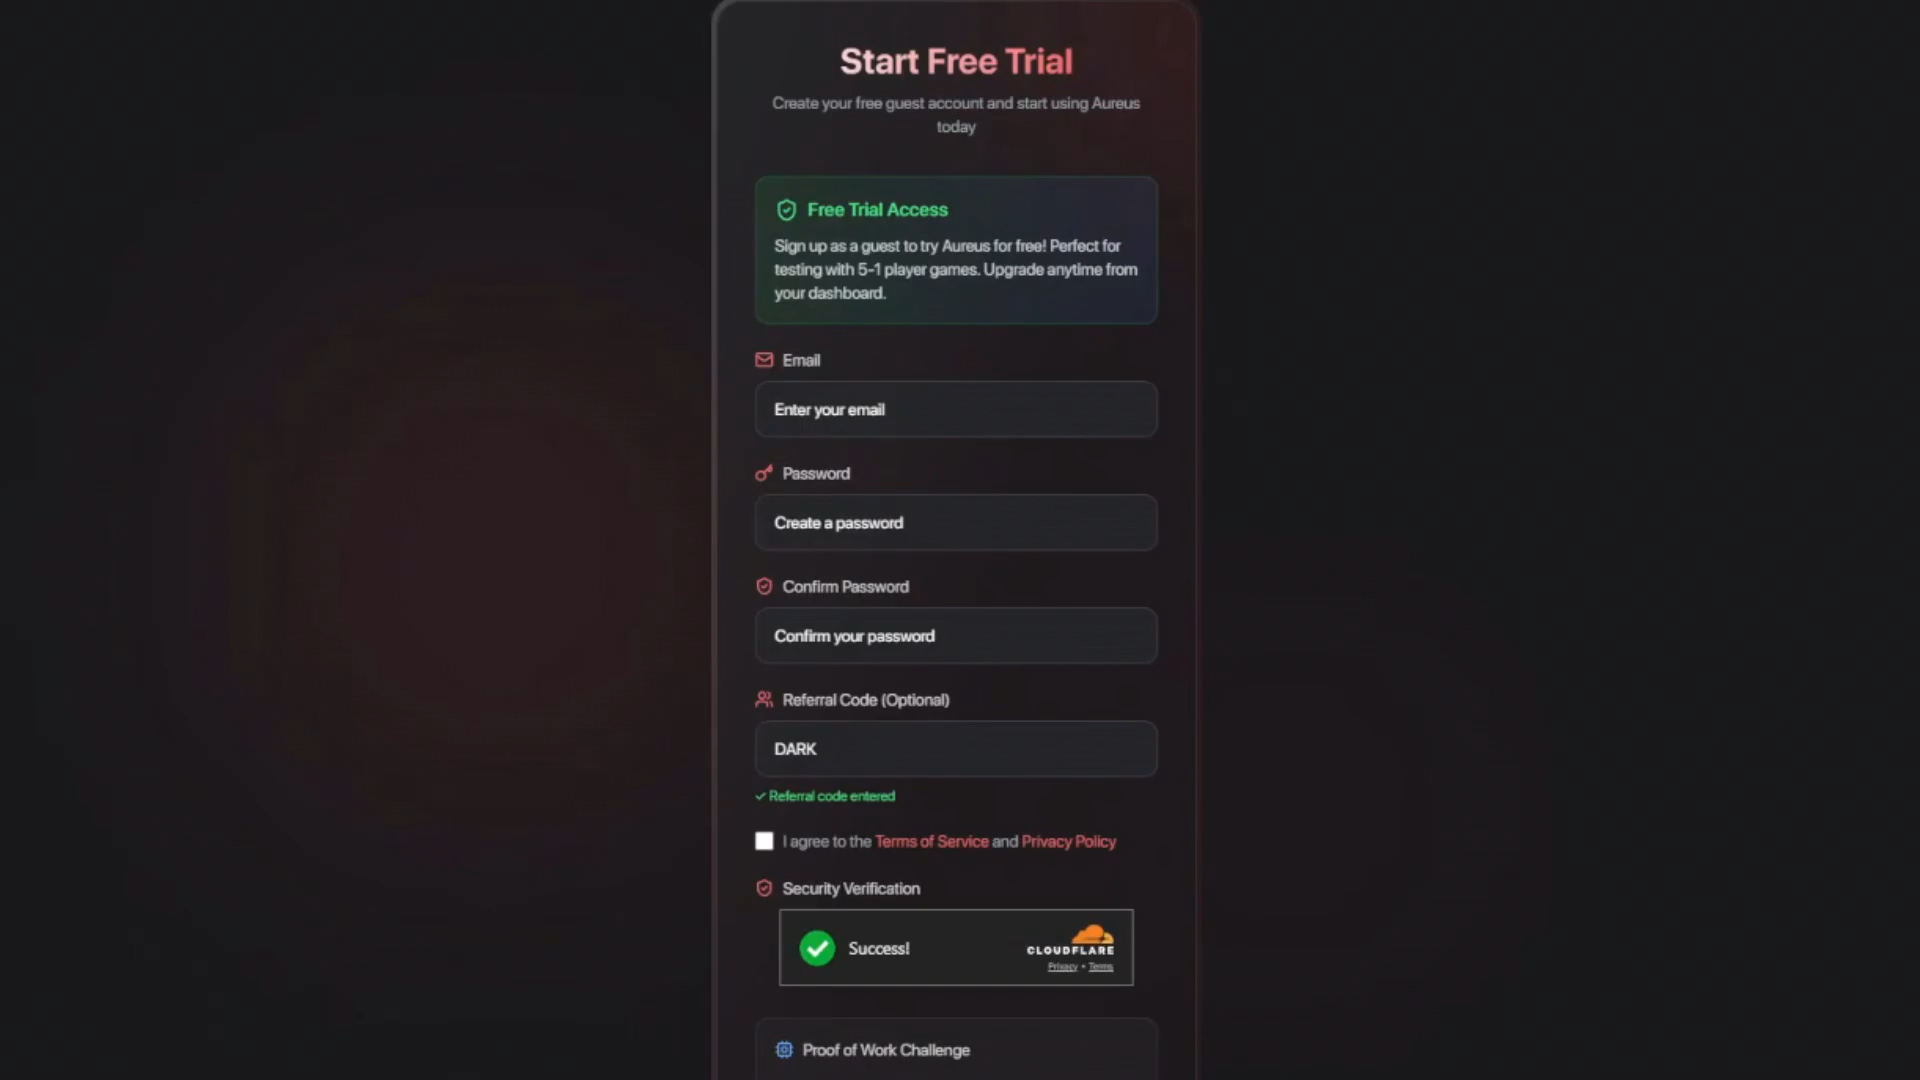 Start Free Trial
Create your free guest account and start using Aureus
today
Free Trial Access
Sign up as a guest to try Aureus for free! Perfect for
testing with 5-1 player games. Upgrade anytime from
your dashboard.
Email
Enter your email
Password
Create a password
Confirm Password
Confirm your password
Referral Code (Optional)
DARK
Referral code entered
I agree to the Terms of Service and Privacy Policy
Security Verification
Success!
CLOUDFLARE
Privacy • Terms
Proof of Work Challenge